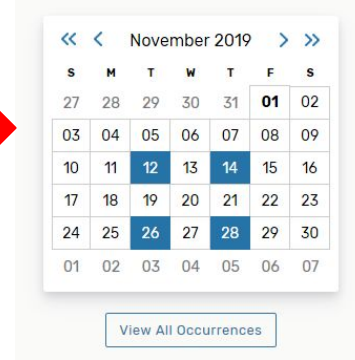 « < November 2019 > »
S M T W T F S
27 28 29 30 31 01 02
03 04 05 06 07 08 09
10 11 12 13 14 15 16
17 18 19 20 21 22 23
24 25 26 27 28 29 30
01 02 03 04 05 06 07
View All Occurrences